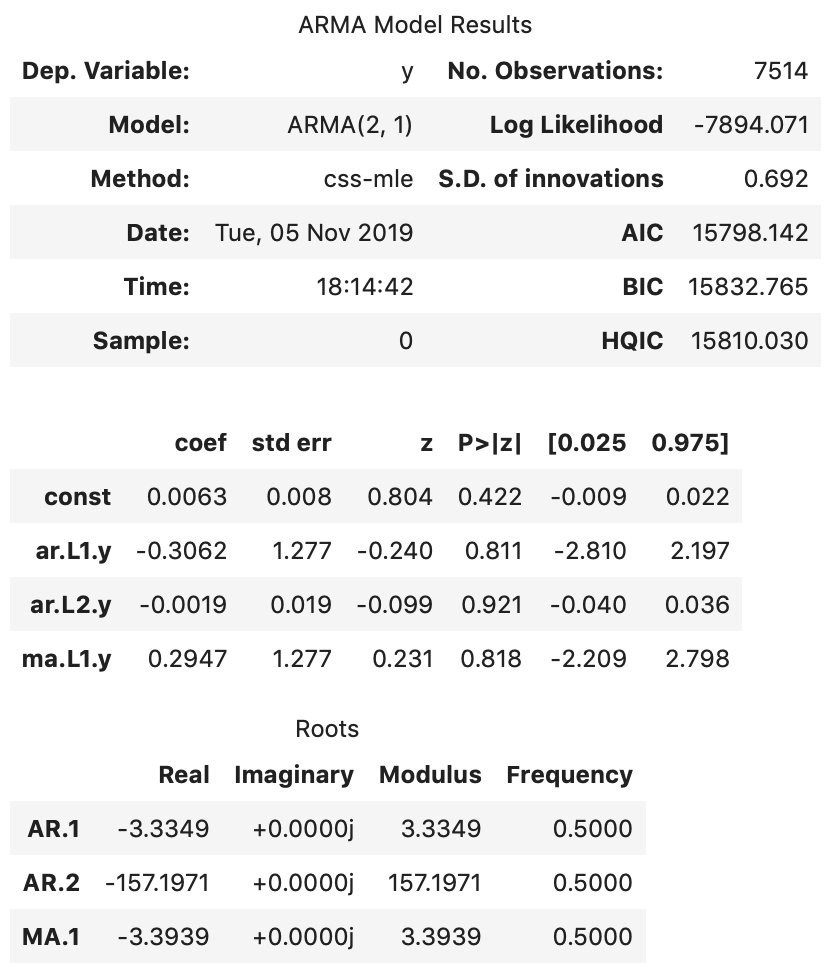 ARMA Model Results
Dep. Variable: y No. Observations: 7514
Model: ARMA(2, 1) Log Likelihood -7894.071
Method: css-mle S.D. of innovations 0.692
Date: Tue, 05 Nov 2019 AIC 15798.142
Time: 18:14:42 BIC 15832.765
Sample: 0 HQIC 15810.030
coef std err z P>|z| [0.025 0.975]
const 0.0063 0.008 0.804 0.422 -0.009 0.022
ar.L1.y -0.3062 1.277 -0.240 0.811 -2.810 2.197
ar.L2.y -0.0019 0.019 -0.099 0.921 -0.040 0.036
ma.L1.y 0.2947 1.277 0.231 0.818 -2.209 2.798
Roots
Real Imaginary Modulus Frequency
AR.1 -3.3349 +0.0000j 3.3349 0.5000
AR.2 -157.1971 +0.0000j 157.1971 0.5000
MA.1 -3.3939 +0.0000j 3.3939 0.5000